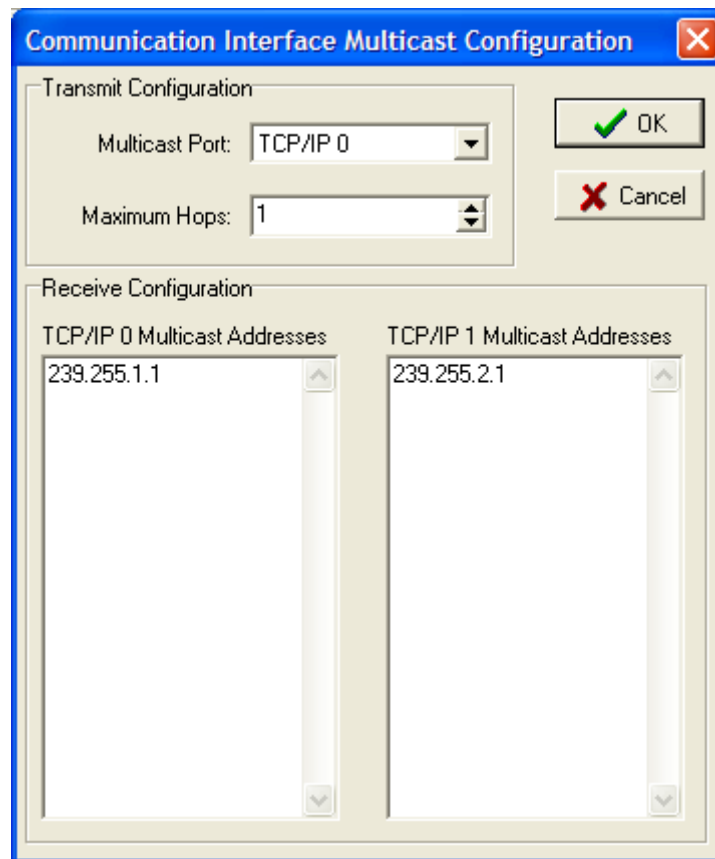 Communication Interface Multicast Configuration
Transmit Configuration
Multicast Port: TCP/IP 0
Maximum Hops: 1
OK
Cancel
Receive Configuration
TCP/IP 0 Multicast Addresses
239.255.1.1
TCP/IP 1 Multicast Addresses
239.255.2.1